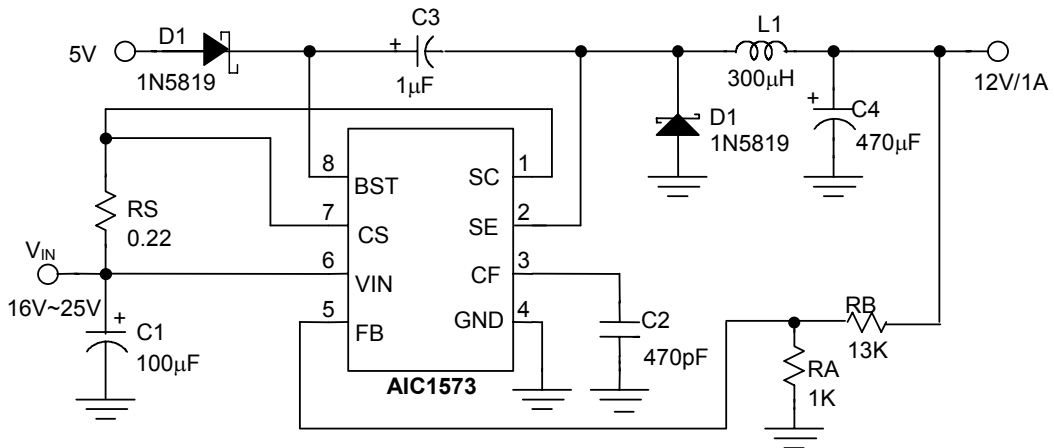 5V
D1
1N5819
C3
+
1μF
L1
300μH
12V/1A
D1
1N5819
+
C4
470μF
RS
0.22
VIN
16V~25V
+
C1
100μF
8
BST
7
CS
6
VIN
5
FB
SC
1
SE
2
CF
3
GND
4
AIC1573
C2
470pF
RB
13K
RA
1K